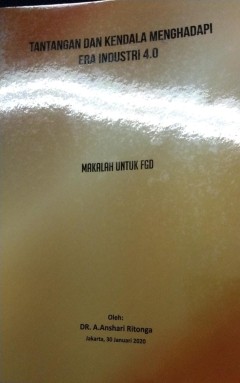 TANTANGAN DAN KENDALA MENGHADAPI
ERA INDUSTRI 4.0
MAKALAH UNTUK FGD
Oleh:
DR. A.Anshari Ritonga
Jakarta, 30 Januari 2020